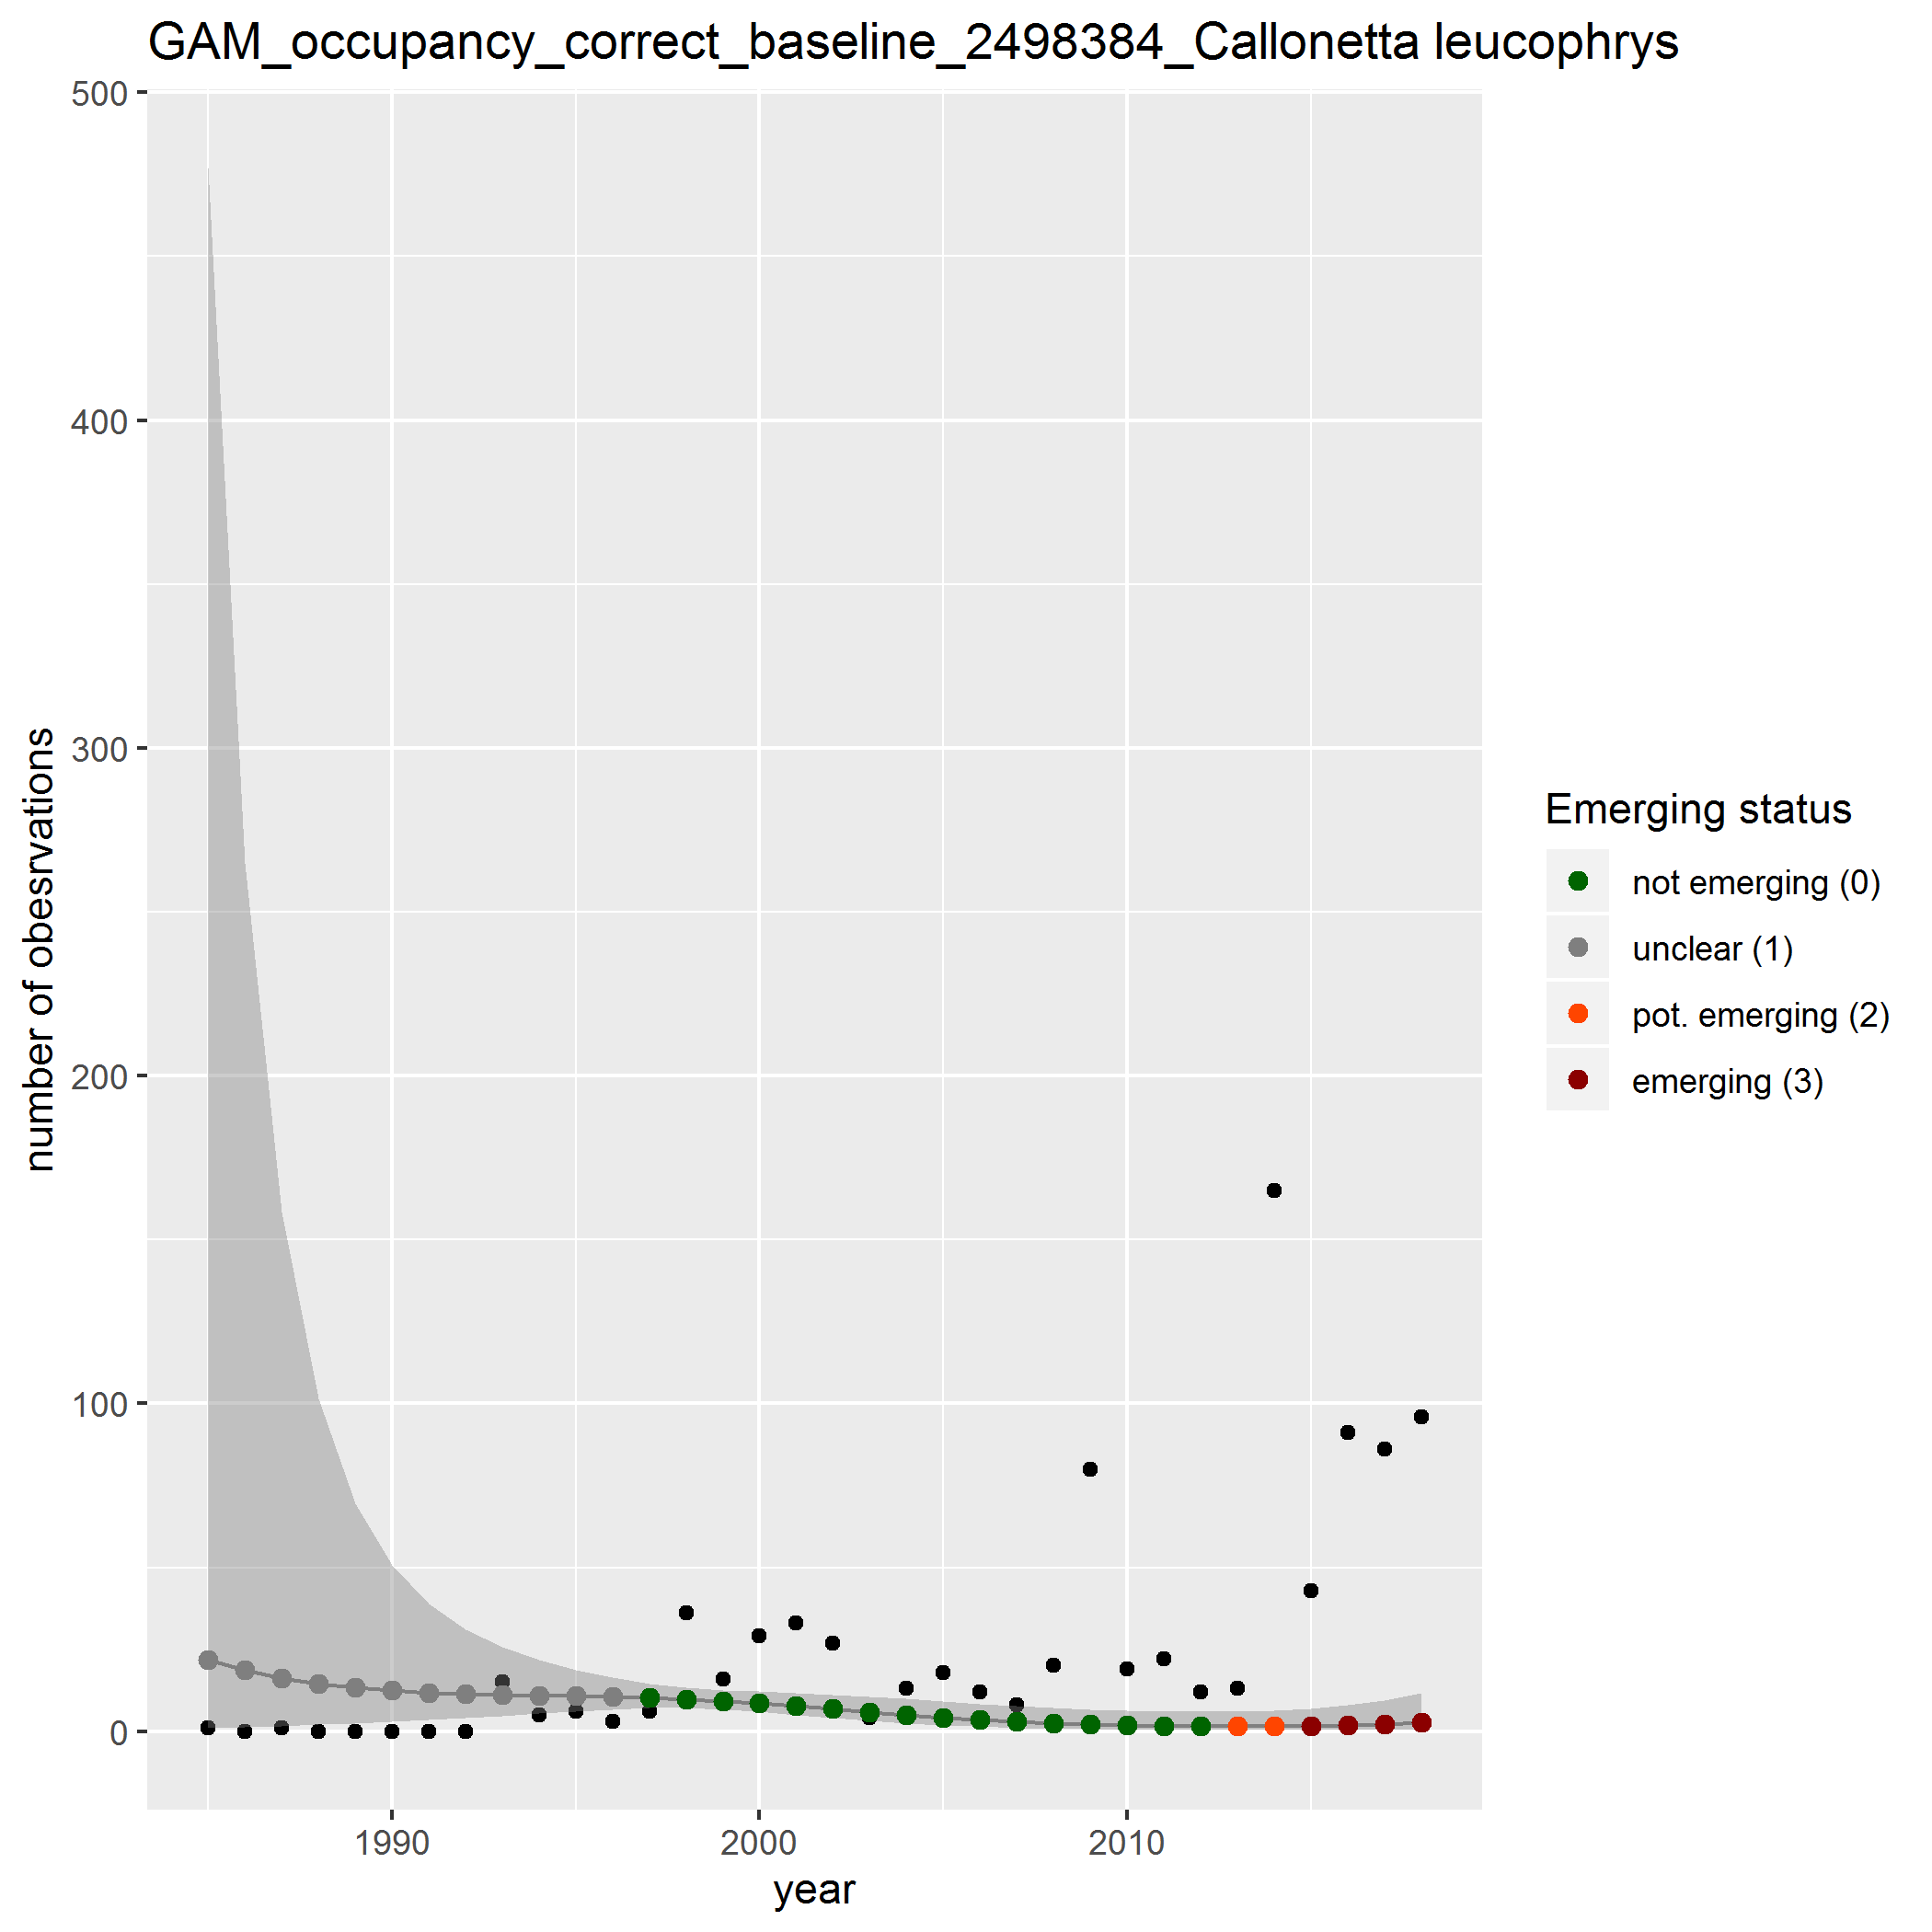 GAM_occupancy_correct_baseline_2498384_Callonetta leucophrys
500
400
300
200
100
0
number of obesrvations
1990
2000
2010
year
Emerging status
not emerging (0)
unclear (1)
pot. emerging (2)
emerging (3)